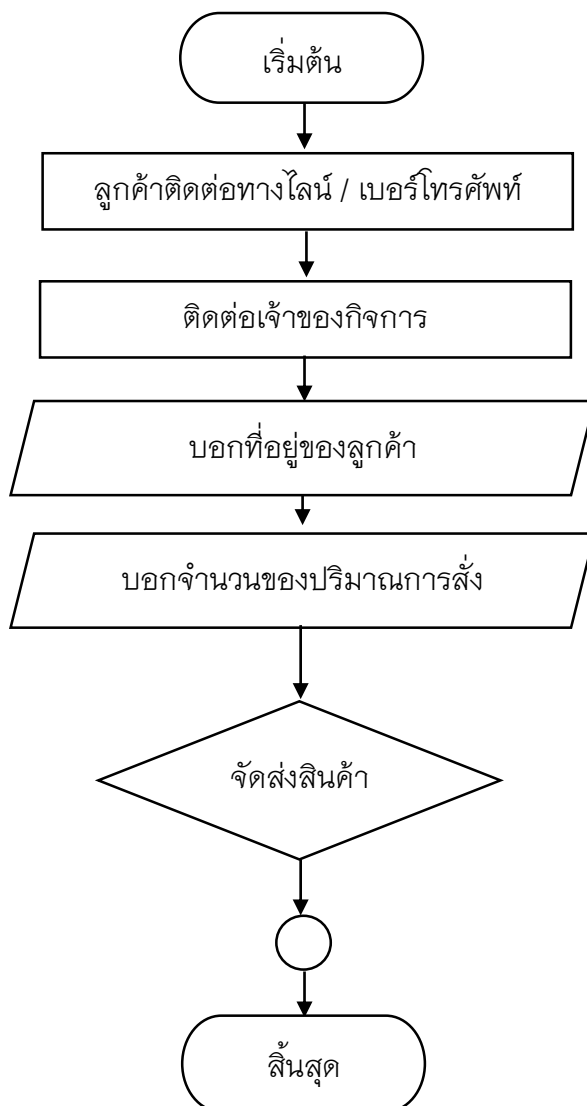 เริ่มต้น
ลูกค้าติดต่อทางไลน์ / เบอร์โทรศัพท์
ติดต่อเจ้าของกิจการ
บอกที่อยู่ของลูกค้า
บอกจำนวนของปริมาณการสั่ง
จัดส่งสินค้า
สิ้นสุด